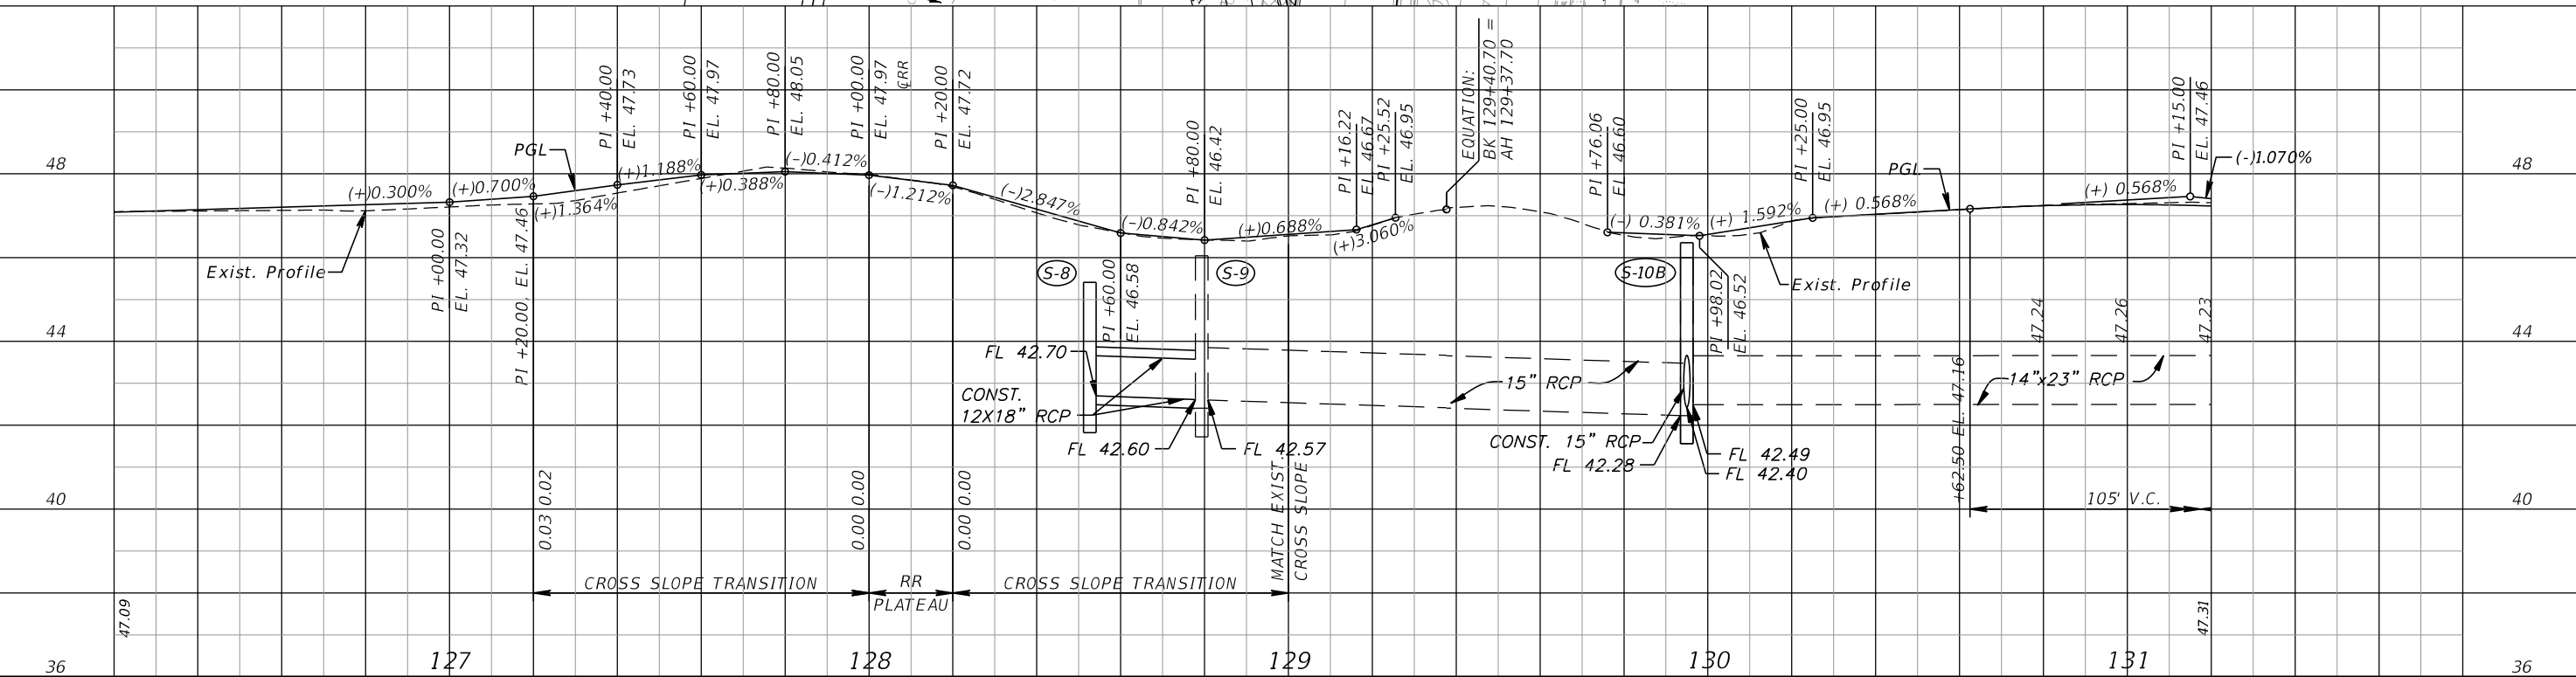 PI +40.00
EL. 47.73
PI +60.00
EL. 47.97
PI +80.00
EL. 48.05
PI +00.00
EL. 47.97
℄RR
PI +20.00
EL. 47.72
PI +80.00
EL. 46.42
PI +16.22
EL. 46.67
PI +25.52
EL. 46.95
EQUATION:
BK 129+40.70 =
AH 129+37.70
PI +76.06
EL 46.60
PI +25.00
EL 46.95
PI +15.00
EL. 47.46
48
PGL
(+)0.300%
(+)0.700%
(+)1.364%
(+)1.188%
(+)0.388%
(-)0.412%
(-)1.212%
(-)2.847%
(-)0.842%
(+)0.688%
(+)3.060%
(-) 0.381%
(+) 1.592%
(+) 0.568%
PGL
(+) 0.568%
(-)1.070%
48
Exist. Profile
PI +00.00
EL. 47.32
PI +20.00, EL. 47.46
S-8
PI +60.00
EL. 46.58
S-9
S-10B
PI +98.02
EL. 46.52
Exist. Profile
47.24
47.26
47.23
44
44
FL 42.70
CONST.
12X18" RCP
FL 42.60
FL 42.57
15" RCP
CONST. 15" RCP
FL 42.28
FL 42.49
FL 42.40
+62.50 EL. 47.16
14"x23" RCP
105' V.C.
40
40
0.03 0.02
0.00 0.00
0.00 0.00
MATCH EXIST.
CROSS SLOPE
CROSS SLOPE TRANSITION
RR
PLATEAU
CROSS SLOPE TRANSITION
47.09
47.31
36
127
128
129
130
131
36